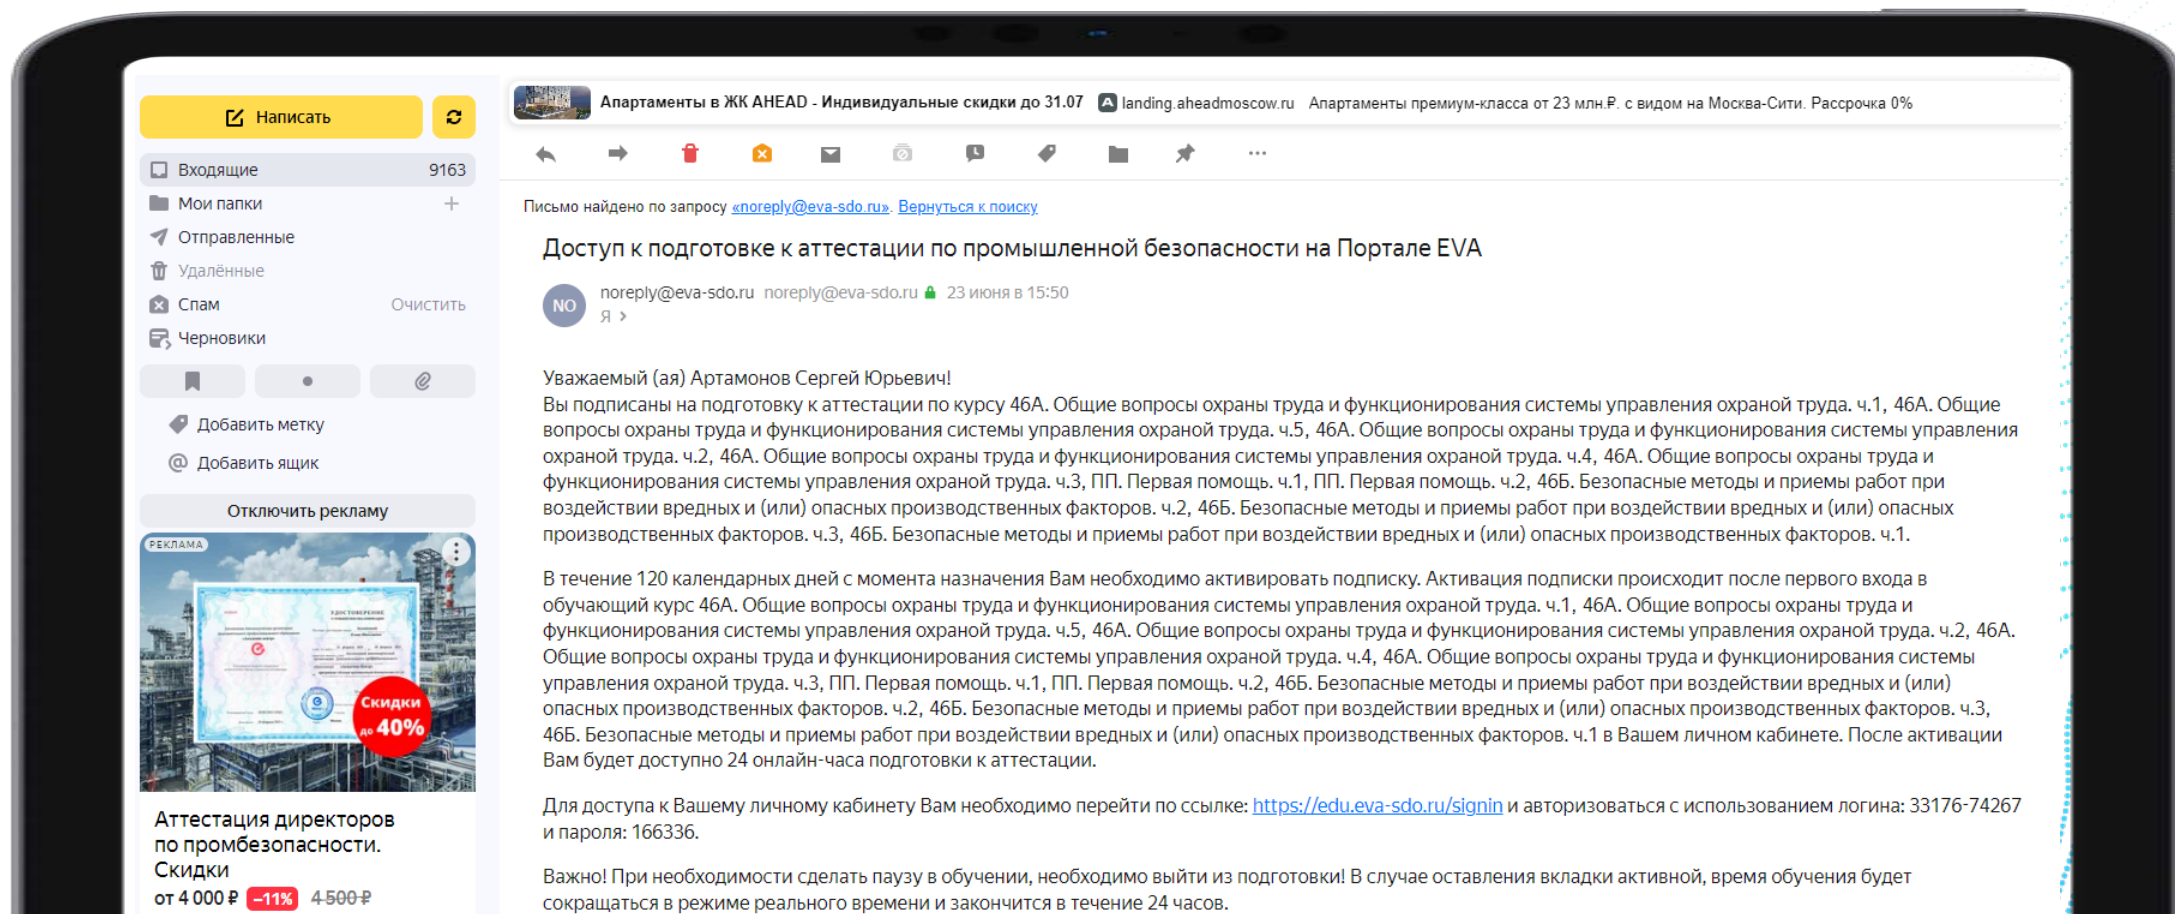 Написать
Входящие 9163
Мои папки
Отправленные
Удалённые
Спам Очистить
Черновики
Добавить метку
Добавить ящик
Отключить рекламу
РЕКЛАМА
УДОСТОВЕРЕНИЕ
Скидки
до 40%
Аттестация директоров
по промбезопасности.
Скидки
от 4 000 ₽ –11% 4 500 ₽
Апартаменты в ЖК AHEAD - Индивидуальные скидки до 31.07 A landing.aheadmoscow.ru Апартаменты премиум-класса от 23 млн.₽. с видом на Москва-Сити. Рассрочка 0%
Письмо найдено по запросу «noreply@eva-sdo.ru». Вернуться к поиску
Доступ к подготовке к аттестации по промышленной безопасности на Портале EVA
NO
noreply@eva-sdo.ru noreply@eva-sdo.ru 23 июня в 15:50
Я >
Уважаемый (ая) Артамонов Сергей Юрьевич!
Вы подписаны на подготовку к аттестации по курсу 46А. Общие вопросы охраны труда и функционирования системы управления охраной труда. ч.1, 46А. Общие
вопросы охраны труда и функционирования системы управления охраной труда. ч.5, 46А. Общие вопросы охраны труда и функционирования системы управления
охраной труда. ч.2, 46А. Общие вопросы охраны труда и функционирования системы управления охраной труда. ч.4, 46А. Общие вопросы охраны труда и
функционирования системы управления охраной труда. ч.3, ПП. Первая помощь. ч.1, ПП. Первая помощь. ч.2, 46Б. Безопасные методы и приемы работ при
воздействии вредных и (или) опасных производственных факторов. ч.2, 46Б. Безопасные методы и приемы работ при воздействии вредных и (или) опасных
производственных факторов. ч.3, 46Б. Безопасные методы и приемы работ при воздействии вредных и (или) опасных производственных факторов. ч.1.
В течение 120 календарных дней с момента назначения Вам необходимо активировать подписку. Активация подписки происходит после первого входа в
обучающий курс 46А. Общие вопросы охраны труда и функционирования системы управления охраной труда. ч.1, 46А. Общие вопросы охраны труда и
функционирования системы управления охраной труда. ч.5, 46А. Общие вопросы охраны труда и функционирования системы управления охраной труда. ч.2, 46А.
Общие вопросы охраны труда и функционирования системы управления охраной труда. ч.4, 46А. Общие вопросы охраны труда и функционирования системы
управления охраной труда. ч.3, ПП. Первая помощь. ч.1, ПП. Первая помощь. ч.2, 46Б. Безопасные методы и приемы работ при воздействии вредных и (или)
опасных производственных факторов. ч.2, 46Б. Безопасные методы и приемы работ при воздействии вредных и (или) опасных производственных факторов. ч.3,
46Б. Безопасные методы и приемы работ при воздействии вредных и (или) опасных производственных факторов. ч.1 в Вашем личном кабинете. После активации
Вам будет доступно 24 онлайн-часа подготовки к аттестации.
Для доступа к Вашему личному кабинету Вам необходимо перейти по ссылке: https://edu.eva-sdo.ru/signin и авторизоваться с использованием логина: 33176-74267
и пароля: 166336.
Важно! При необходимости сделать паузу в обучении, необходимо выйти из подготовки! В случае оставления вкладки активной, время обучения будет
сокращаться в режиме реального времени и закончится в течение 24 часов.